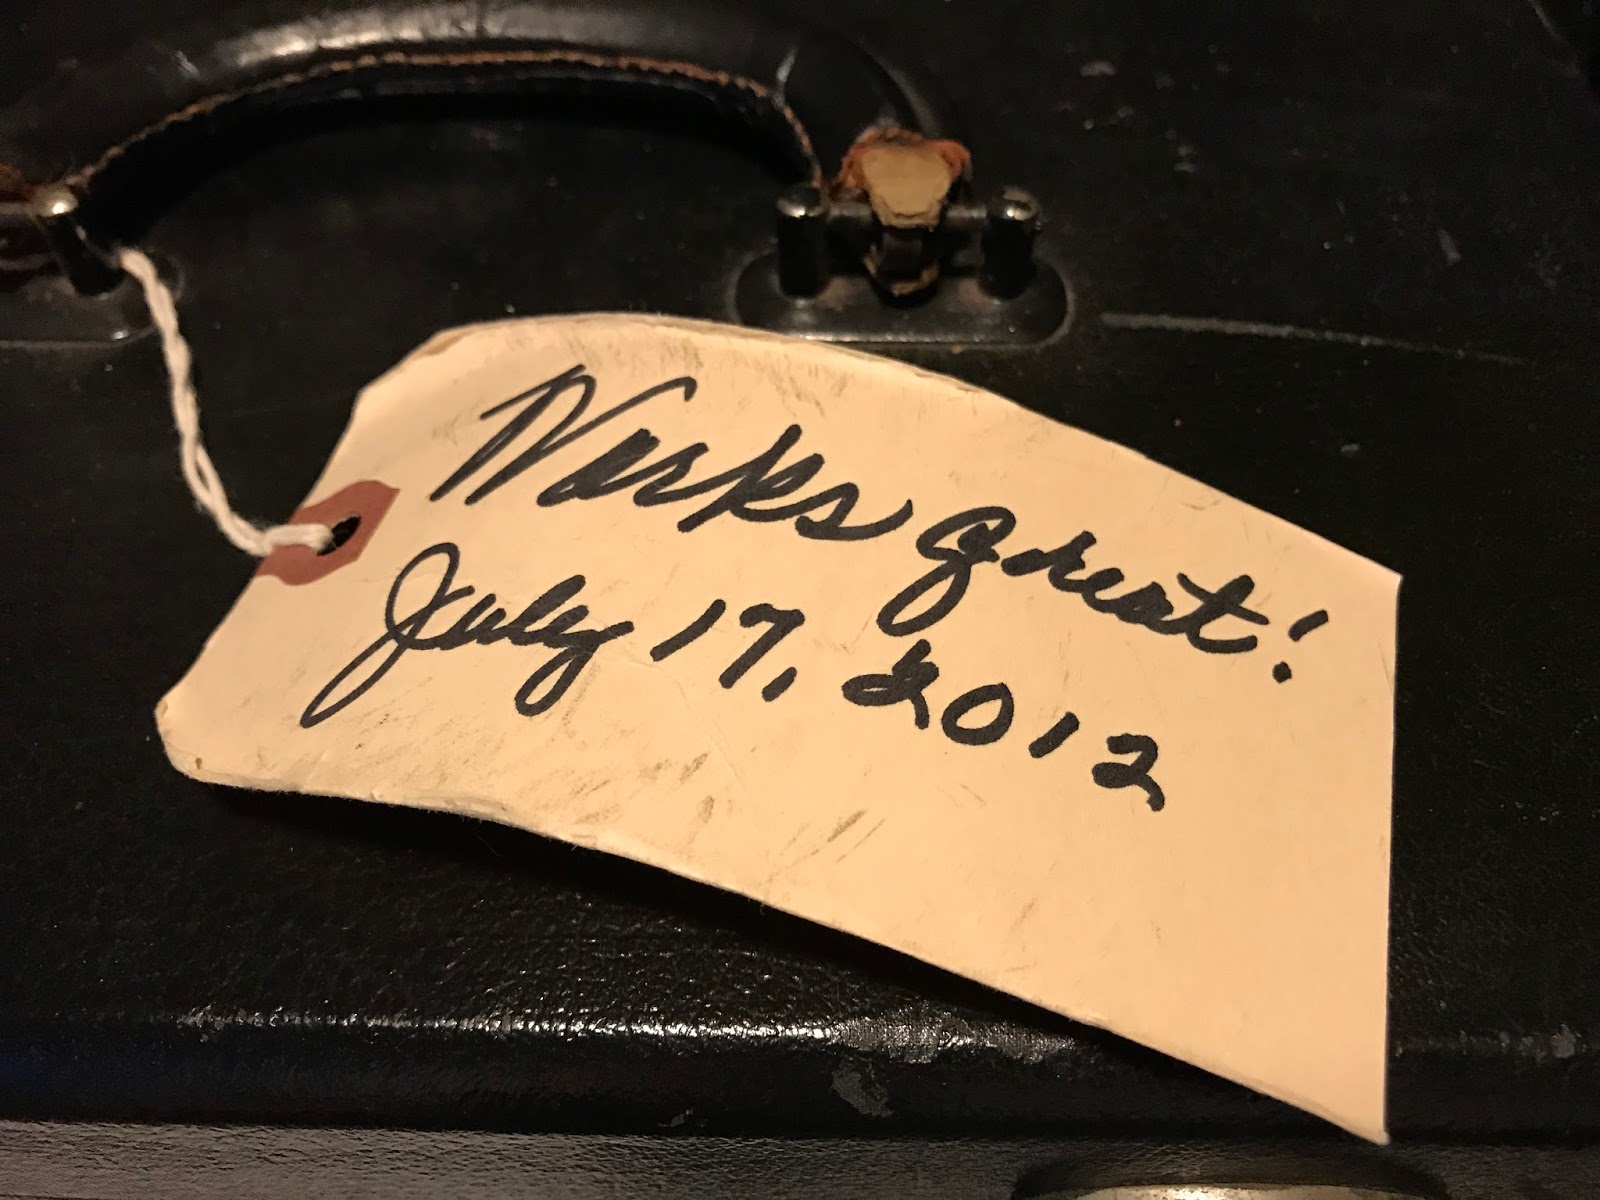 Works great!
July 17, 2012